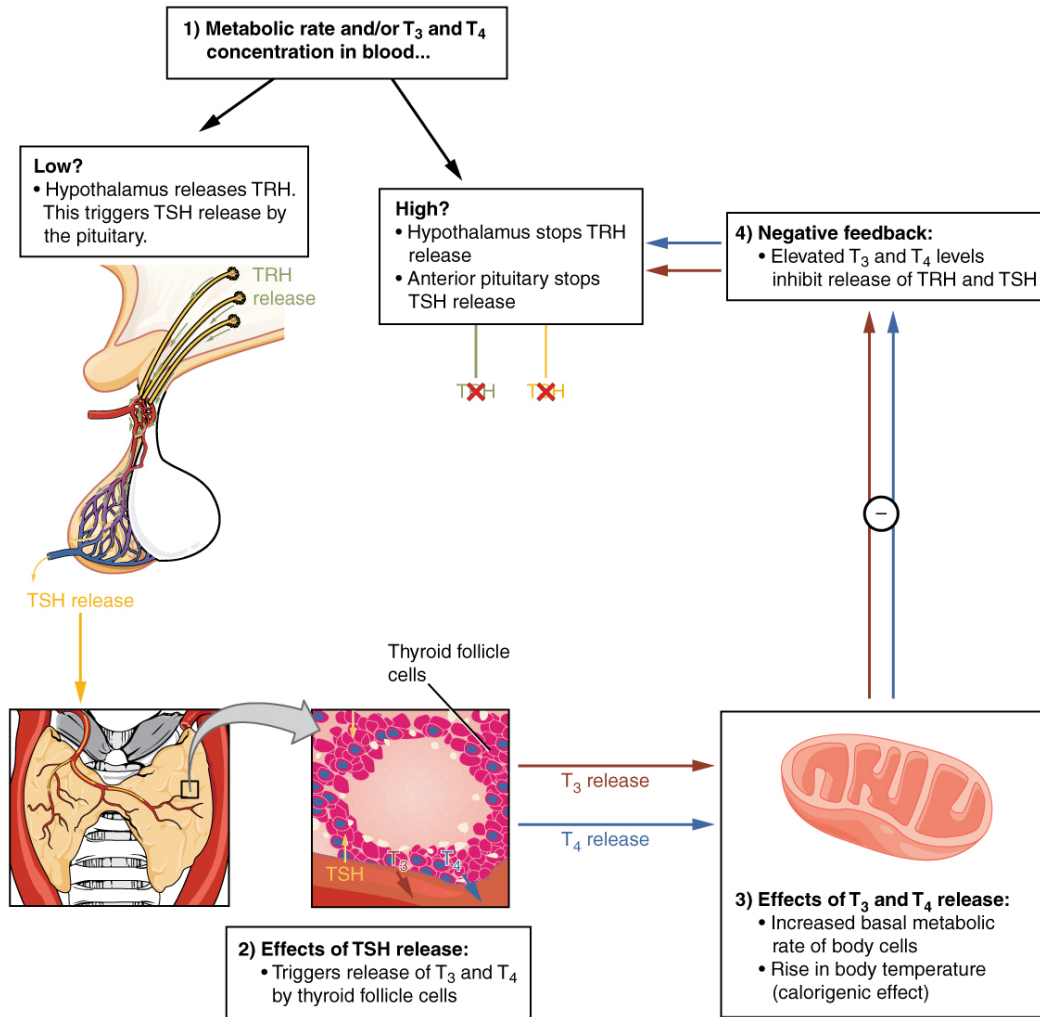 1) Metabolic rate and/or T₃ and T₄
concentration in blood...
Low?
• Hypothalamus releases TRH.
This triggers TSH release by
the pituitary.
High?
• Hypothalamus stops TRH
release
• Anterior pituitary stops
TSH release
4) Negative feedback:
• Elevated T₃ and T₄ levels
inhibit release of TRH and TSH
TRH
release
TRH
TSH
−
TSH release
Thyroid follicle
cells
T₃ release
T₄ release
TSH
T₃
T₄
2) Effects of TSH release:
• Triggers release of T₃ and T₄
by thyroid follicle cells
3) Effects of T₃ and T₄ release:
• Increased basal metabolic
rate of body cells
• Rise in body temperature
(calorigenic effect)